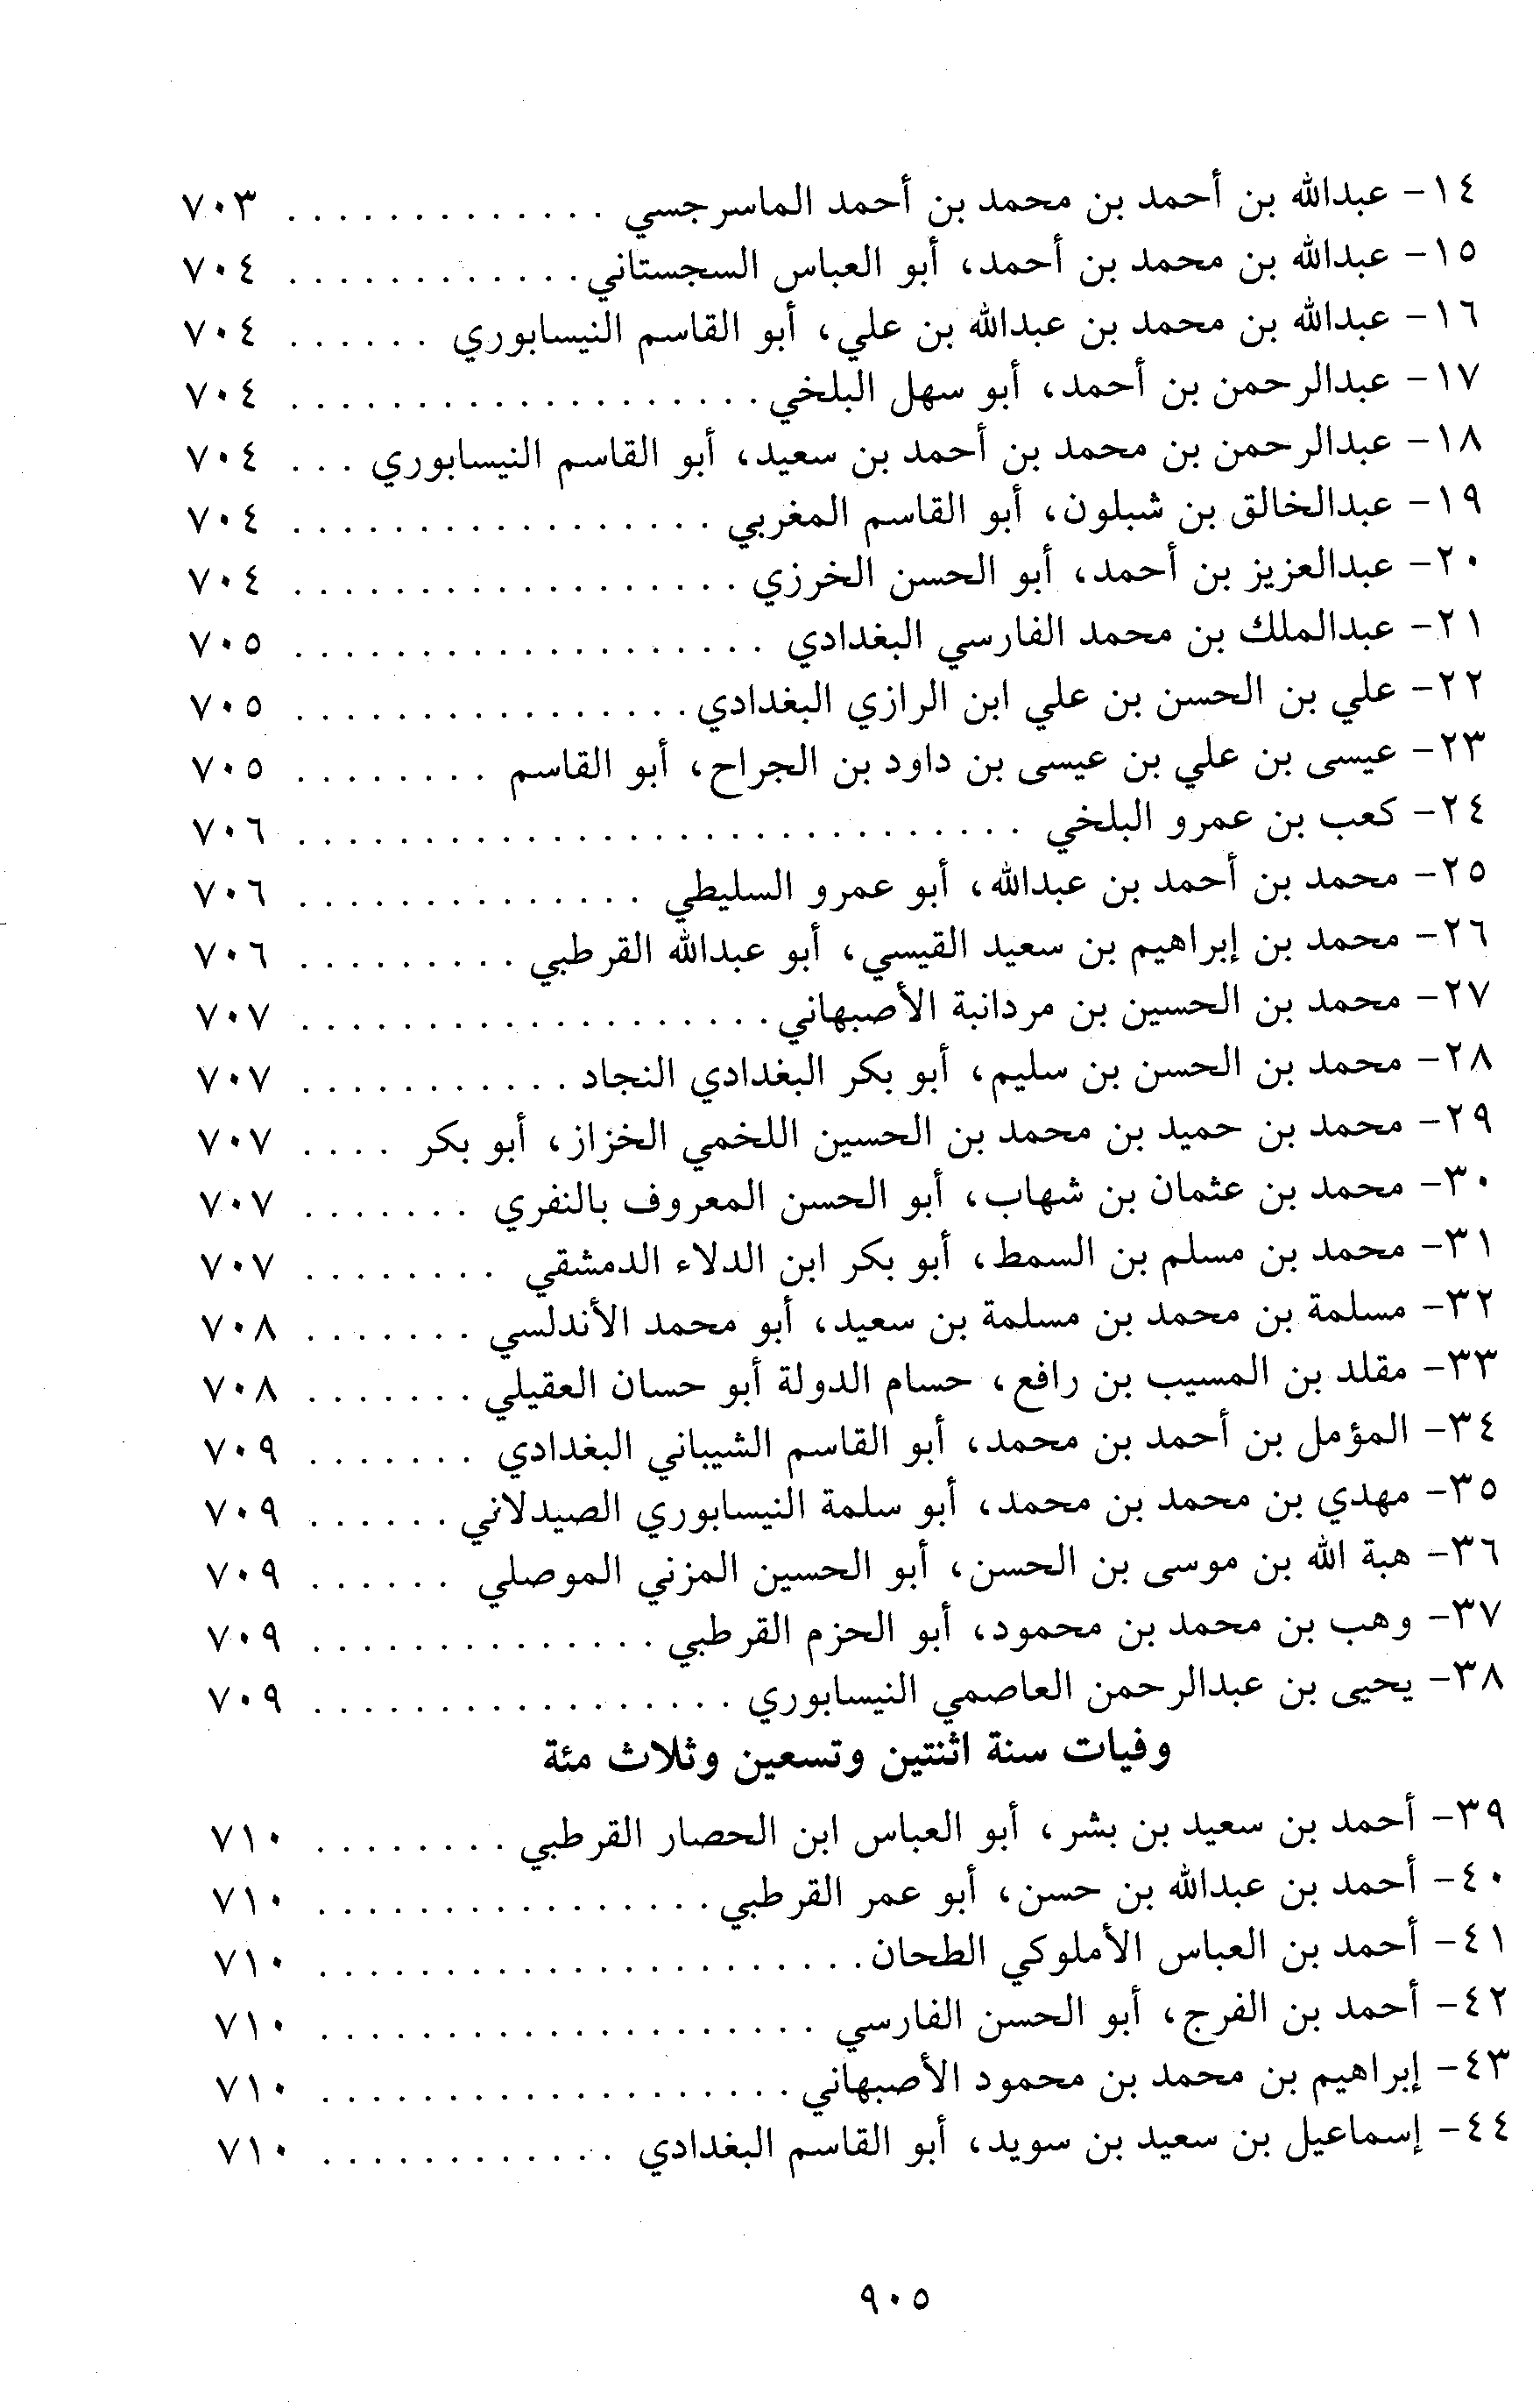 ١٤- عبدالله بن أحمد بن محمد بن أحمد الماسرجسي . . . . . . . . . . . . . ٧٠٣
١٥- عبدالله بن محمد بن أحمد، أبو العباس السجستاني . . . . . . . . . . . . ٧٠٤
١٦- عبدالله بن محمد بن عبدالله بن علي، أبو القاسم النيسابوري . . . . . . ٧٠٤
١٧- عبدالرحمن بن أحمد، أبو سهل البلخي . . . . . . . . . . . . . . . . . . . ٧٠٤
١٨- عبدالرحمن بن محمد بن أحمد بن سعيد، أبو القاسم النيسابوري . . . ٧٠٤
١٩- عبدالخالق بن شبلون، أبو القاسم المغربي . . . . . . . . . . . . . . . . . ٧٠٤
٢٠- عبدالعزيز بن أحمد، أبو الحسن الخرزي . . . . . . . . . . . . . . . . . . ٧٠٤
٢١- عبدالملك بن محمد الفارسي البغدادي . . . . . . . . . . . . . . . . . . . ٧٠٥
٢٢- علي بن الحسن بن علي ابن الرازي البغدادي . . . . . . . . . . . . . . . . ٧٠٥
٢٣- عيسى بن علي بن عيسى بن داود بن الجراح، أبو القاسم . . . . . . . . ٧٠٥
٢٤- كعب بن عمرو البلخي . . . . . . . . . . . . . . . . . . . . . . . . . . . . . ٧٠٦
٢٥- محمد بن أحمد بن عبدالله، أبو عمرو السليطي . . . . . . . . . . . . . . ٧٠٦
٢٦- محمد بن إبراهيم بن سعيد القيسي، أبو عبدالله القرطبي . . . . . . . . . ٧٠٦
٢٧- محمد بن الحسين بن مردانبة الأصبهاني . . . . . . . . . . . . . . . . . . . ٧٠٧
٢٨- محمد بن الحسن بن سليم، أبو بكر البغدادي النجاد . . . . . . . . . . . ٧٠٧
٢٩- محمد بن حميد بن محمد بن الحسين اللخمي الخزاز، أبو بكر . . . . ٧٠٧
٣٠- محمد بن عثمان بن شهاب، أبو الحسن المعروف بالنفري . . . . . . . ٧٠٧
٣١- محمد بن مسلم بن السمط، أبو بكر ابن الدلاء الدمشقي . . . . . . . . ٧٠٧
٣٢- مسلمة بن محمد بن مسلمة بن سعيد، أبو محمد الأندلسي . . . . . . . ٧٠٨
٣٣- مقلد بن المسيب بن رافع، حسام الدولة أبو حسان العقيلي . . . . . . . ٧٠٨
٣٤- المؤمل بن أحمد بن محمد، أبو القاسم الشيباني البغدادي . . . . . . . ٧٠٩
٣٥- مهدي بن محمد بن محمد، أبو سلمة النيسابوري الصيدلاني . . . . . . ٧٠٩
٣٦- هبة الله بن موسى بن الحسن، أبو الحسين المزني الموصلي . . . . . . ٧٠٩
٣٧- وهب بن محمد بن محمود، أبو الحزم القرطبي . . . . . . . . . . . . . . ٧٠٩
٣٨- يحيى بن عبدالرحمن العاصمي النيسابوري . . . . . . . . . . . . . . . . . ٧٠٩
وفيات سنة اثنتين وتسعين وثلاث مئة
٣٩- أحمد بن سعيد بن بشر، أبو العباس ابن الحصار القرطبي . . . . . . . . ٧١٠
٤٠- أحمد بن عبدالله بن حسن، أبو عمر القرطبي . . . . . . . . . . . . . . . . ٧١٠
٤١- أحمد بن العباس الأملوكي الطحان . . . . . . . . . . . . . . . . . . . . . . ٧١٠
٤٢- أحمد بن الفرج، أبو الحسن الفارسي . . . . . . . . . . . . . . . . . . . . ٧١٠
٤٣- إبراهيم بن محمد بن محمود الأصبهاني . . . . . . . . . . . . . . . . . . . ٧١٠
٤٤- إسماعيل بن سعيد بن سويد، أبو القاسم البغدادي . . . . . . . . . . . . ٧١٠
٩٠٥